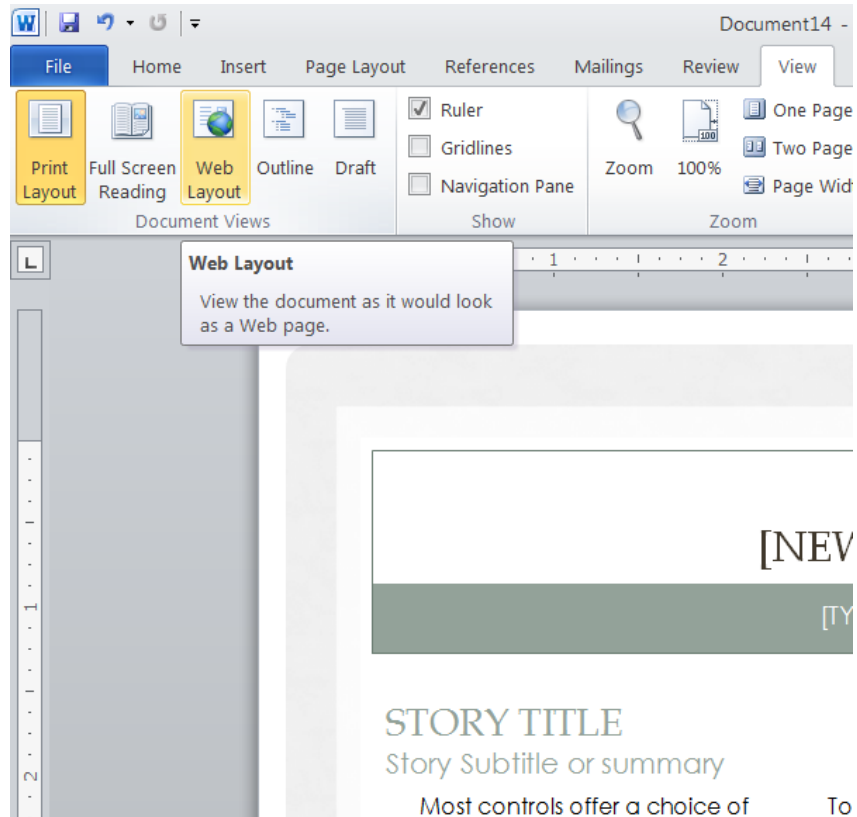 Document14 -
File Home Insert Page Layout References Mailings Review View
Print Layout
Full Screen Reading
Web Layout
Outline
Draft
Document Views
Ruler
Gridlines
Navigation Pane
Show
Zoom
100
100%
One Page
Two Page
Page Wid
Zoom
L
1 2
Web Layout
View the document as it would look
as a Web page.
1
2
[NEW
[TY
STORY TITLE
Story Subtitle or summary
Most controls offer a choice of
To